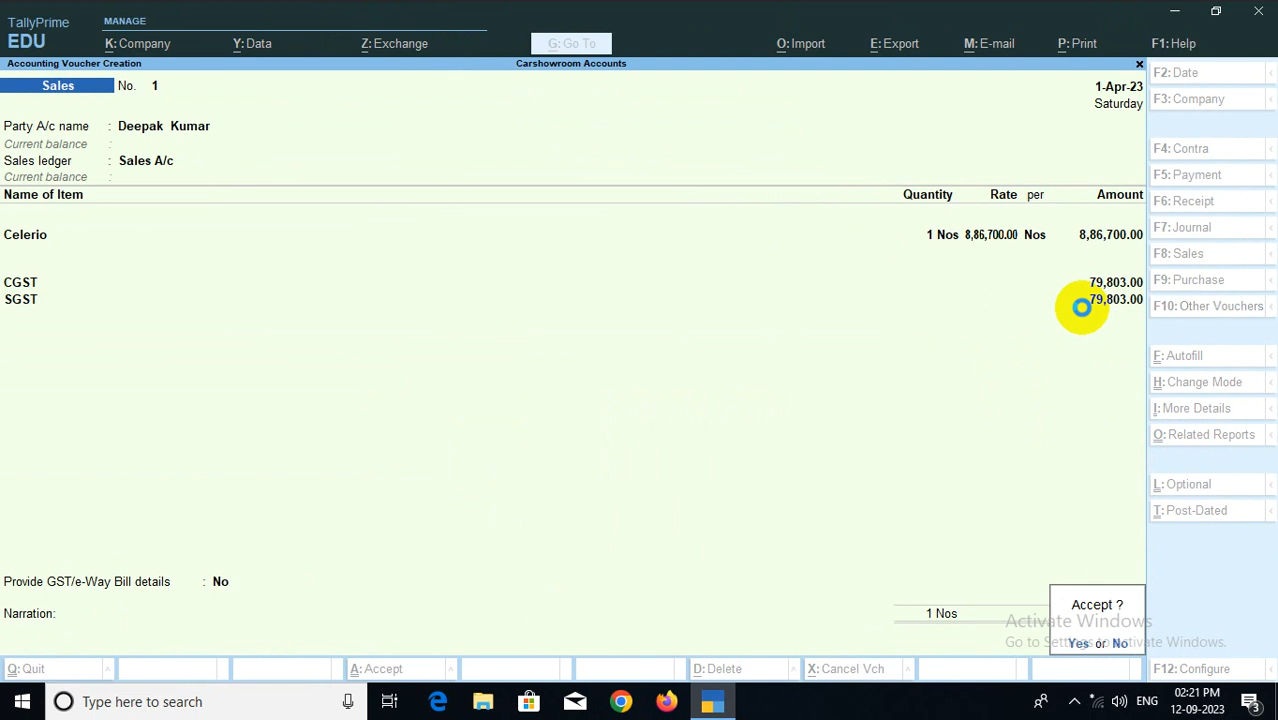 TallyPrime
EDU
MANAGE
K: Company
Y: Data
Z: Exchange
G: Go To
O: Import
E: Export
M: E-mail
P: Print
F1: Help
Accounting Voucher Creation
Carshowroom Accounts
×
Sales
No. 1
1-Apr-23
Saturday
Party A/c name : Deepak Kumar
Current balance :
Sales ledger : Sales A/c
Current balance :
Name of Item Quantity Rate per Amount
Celerio 1 Nos 8,86,700.00 Nos 8,86,700.00
CGST 79,803.00
SGST 79,803.00
Provide GST/e-Way Bill details : No
Narration:
1 Nos
Accept ?
Yes or No
Activate Windows
Go to Settings to Activate Windows.
F2: Date
F3: Company
F4: Contra
F5: Payment
F6: Receipt
F7: Journal
F8: Sales
F9: Purchase
F10: Other Vouchers
F: Autofill
H: Change Mode
I: More Details
O: Related Reports
L: Optional
T: Post-Dated
Q: Quit
A: Accept
D: Delete
X: Cancel Vch
F12: Configure
Type here to search
ENG
02:21 PM
12-09-2023
3